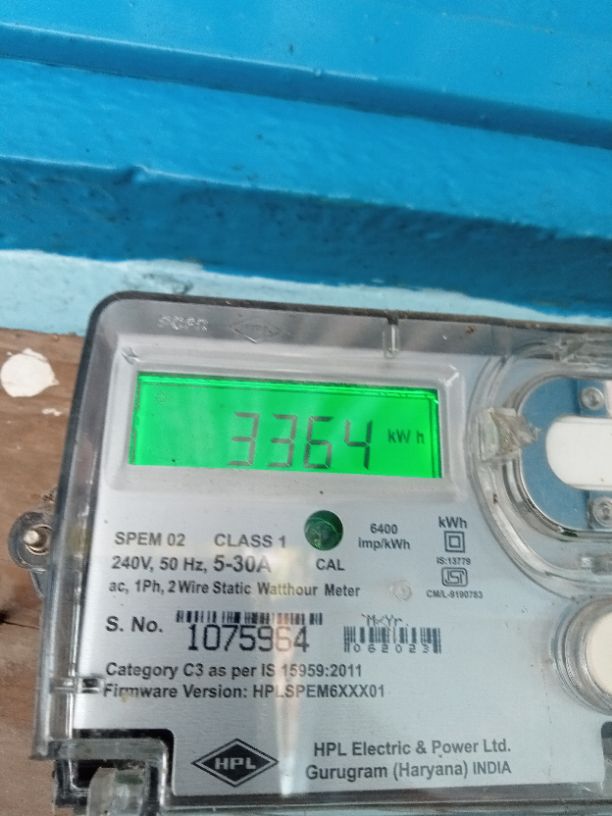 HPL
3364 kWh
SPEM 02 CLASS 1
6400
imp/kWh
kWh
240V, 50 Hz, 5-30A
CAL
IS:13779
ac, 1Ph, 2 Wire Static Watthour Meter
CM/L-9190783
S. No. 1075964
M&Yr.
062023
Category C3 as per IS 15959:2011
Firmware Version: HPLSPEM6XXX01
HPL
HPL Electric & Power Ltd.
Gurugram (Haryana) INDIA